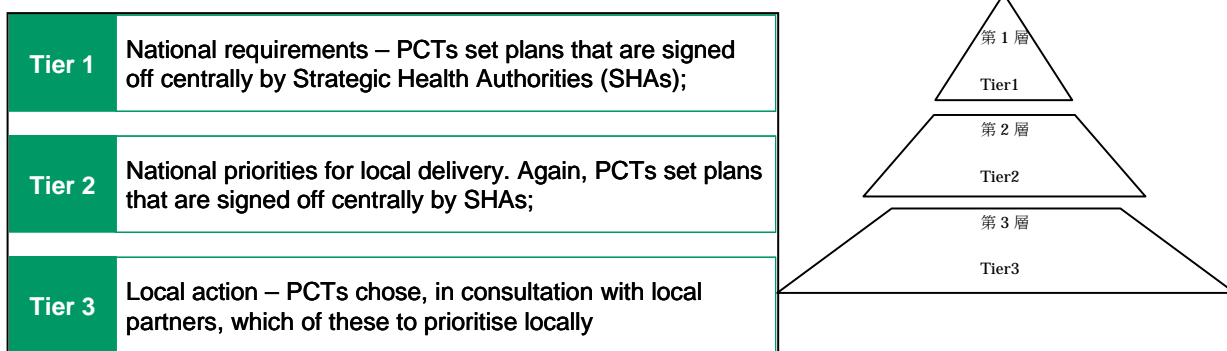 Tier 1
National requirements – PCTs set plans that are signed
off centrally by Strategic Health Authorities (SHAs);
Tier 2
National priorities for local delivery. Again, PCTs set plans
that are signed off centrally by SHAs;
Tier 3
Local action – PCTs chose, in consultation with local
partners, which of these to prioritise locally
第 1 層
Tier1
第 2 層
Tier2
第 3 層
Tier3